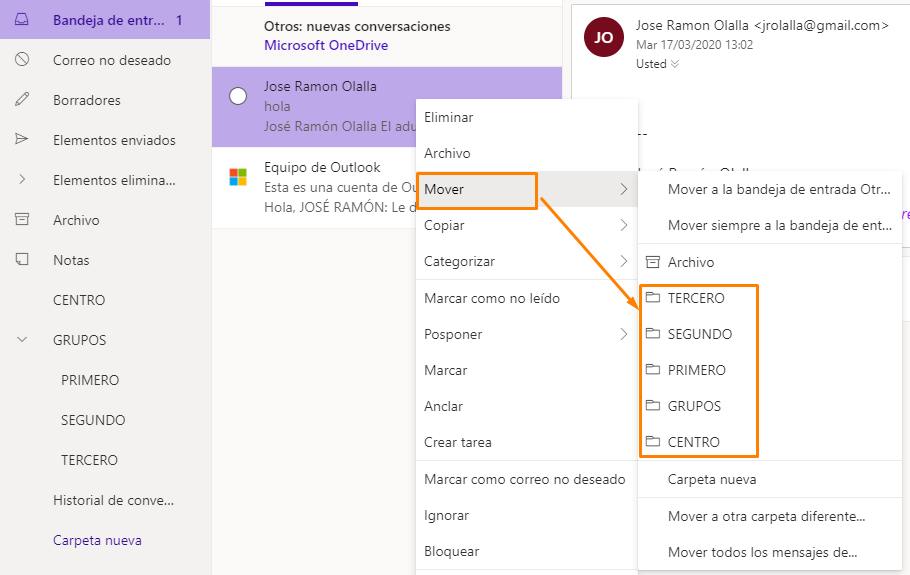 Bandeja de entr... 1
Correo no deseado
Borradores
Elementos enviados
Elementos elimina...
Archivo
Notas
CENTRO
GRUPOS
PRIMERO
SEGUNDO
TERCERO
Historial de conve...
Carpeta nueva
Otros: nuevas conversaciones
Microsoft OneDrive
Jose Ramon Olalla
hola
José Ramón Olalla El adu
Equipo de Outlook
Esta es una cuenta de Ou
Hola, JOSÉ RAMÓN: Le d
JO
Jose Ramon Olalla <jrolalla@gmail.com>
Mar 17/03/2020 13:02
Usted
--
Eliminar
Archivo
Mover
Copiar
Categorizar
Marcar como no leído
Posponer
Marcar
Anclar
Crear tarea
Marcar como correo no deseado
Ignorar
Bloquear
Mover a la bandeja de entrada Otr...
Mover siempre a la bandeja de ent...
Archivo
TERCERO
SEGUNDO
PRIMERO
GRUPOS
CENTRO
Carpeta nueva
Mover a otra carpeta diferente...
Mover todos los mensajes de...